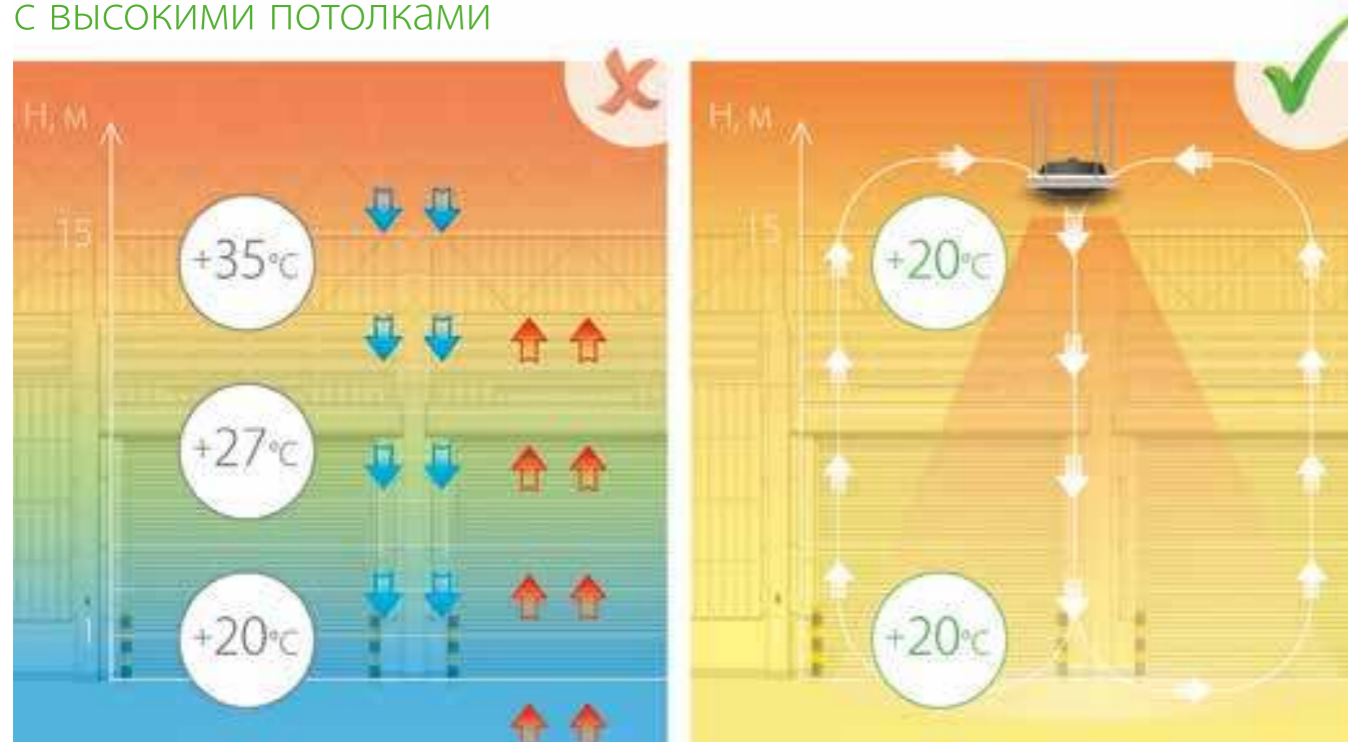 с высокими потолками
Н, м
15
+35°C
+27°C
+20°C
1
Н, м
15
+20°C
+20°C